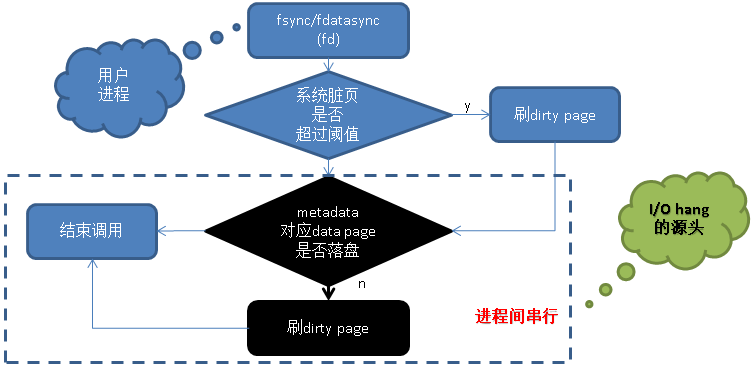 fsync/fdatasync
(fd)
用户
进程
系统脏页
是否
超过阈值
y
刷dirty page
metadata
对应data page
是否落盘
结束调用
I/O hang
的源头
n
刷dirty page
进程间串行